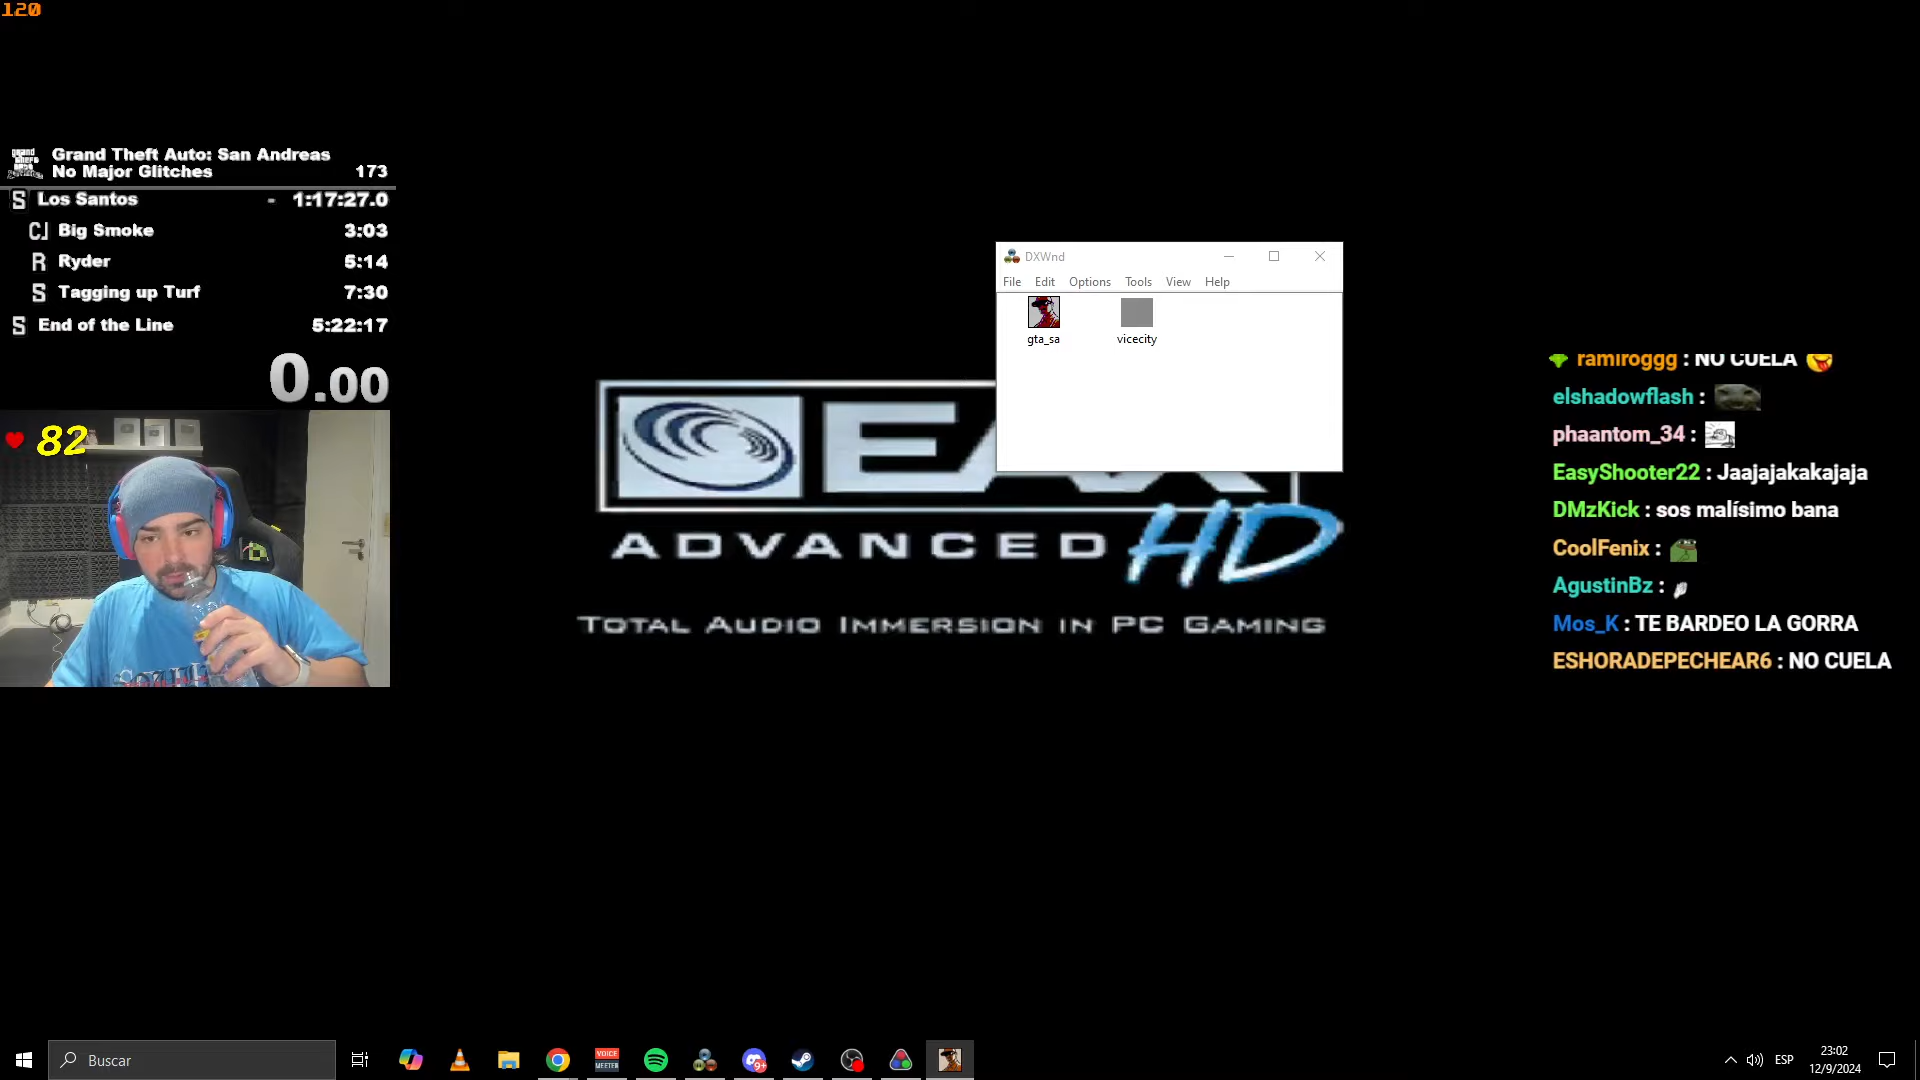 120
Grand Theft Auto: San Andreas
No Major Glitches 173
S Los Santos - 1:17:27.0
CJ Big Smoke 3:03
R Ryder 5:14
S Tagging up Turf 7:30
S End of the Line 5:22:17
0.00
82
DXWnd
File Edit Options Tools View Help
gta_sa vicecity
ADVANCED HD
TOTAL AUDIO IMMERSION IN PC GAMING
ramiroggg : NO CUELA
elshadowflash :
phaantom_34 :
EasyShooter22 : Jaajajakakajaja
DMzKick : sos malísimo bana
CoolFenix :
AgustinBz :
Mos_K : TE BARDEO LA GORRA
ESHORADEPECHEAR6 : NO CUELA
Buscar
VOICE
MEETER
9+
ESP
23:02
12/9/2024